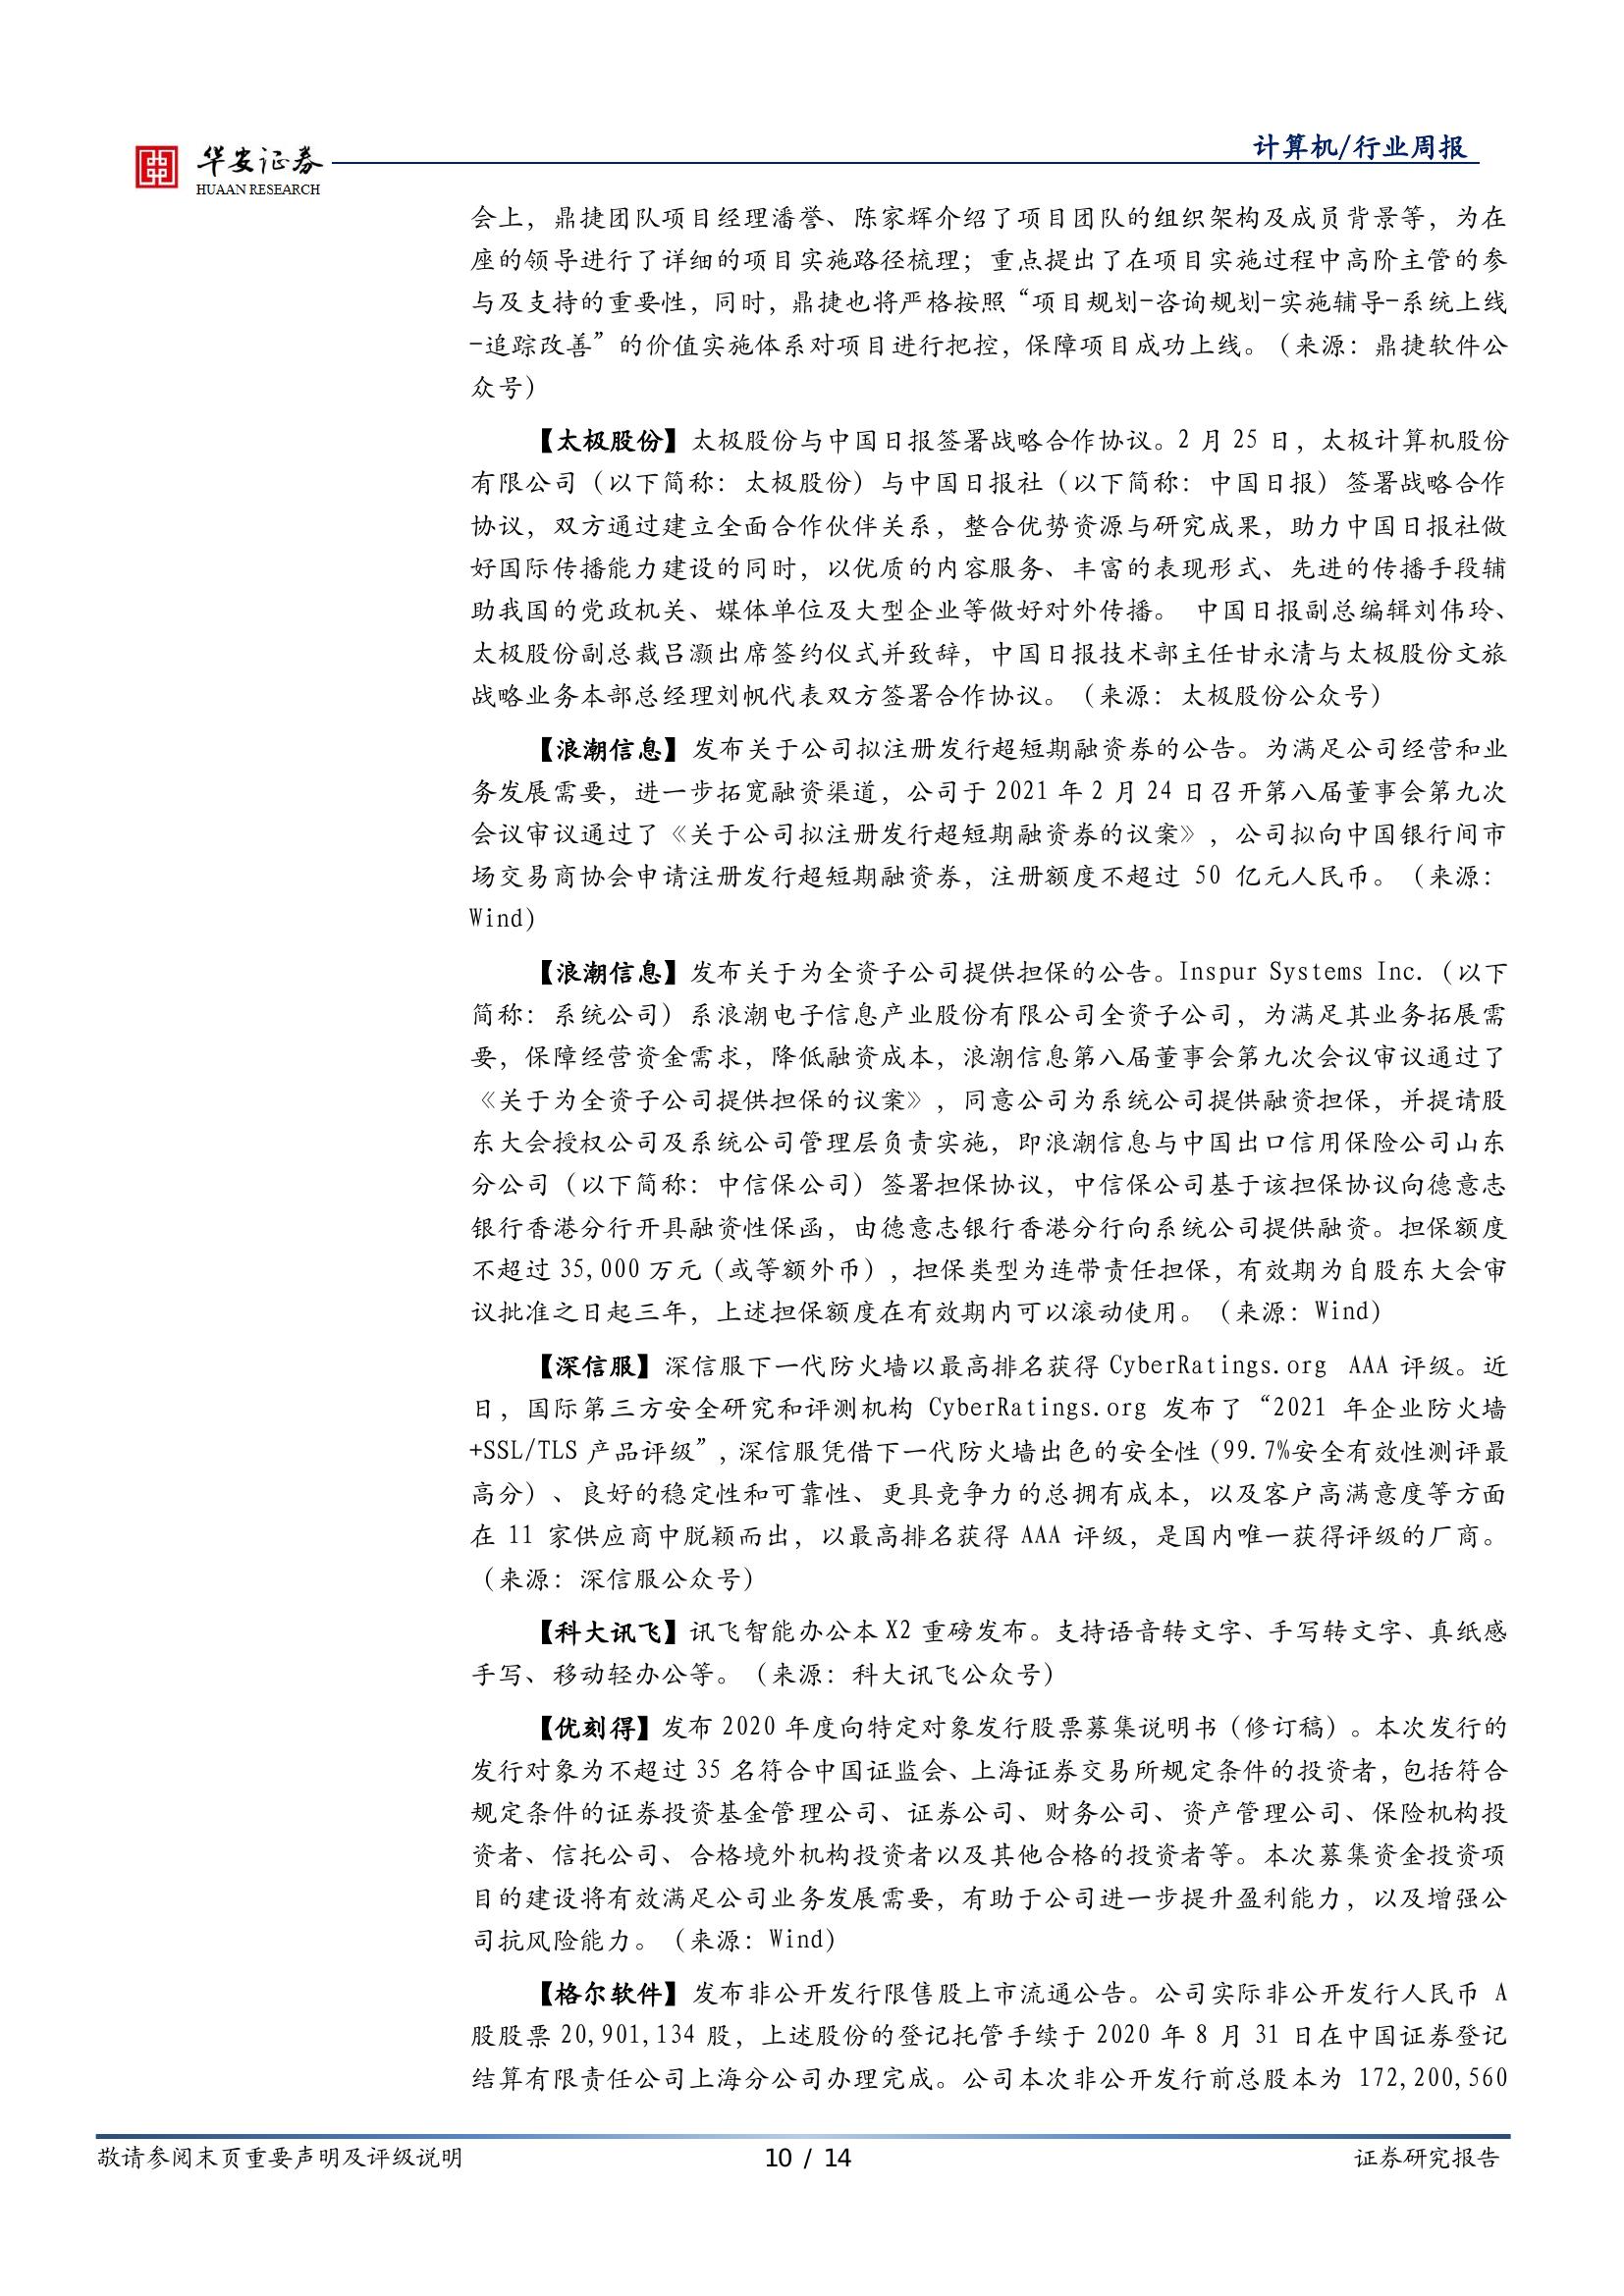 华安证券
HUAAN RESEARCH
计算机/行业周报
会上，鼎捷团队项目经理潘誉、陈家辉介绍了项目团队的组织架构及成员背景等，为在
座的领导进行了详细的项目实施路径梳理；重点提出了在项目实施过程中高阶主管的参
与及支持的重要性，同时，鼎捷也将严格按照“项目规划-咨询规划-实施辅导-系统上线
-追踪改善”的价值实施体系对项目进行把控，保障项目成功上线。（来源：鼎捷软件公
众号）
【太极股份】太极股份与中国日报签署战略合作协议。2 月 25 日，太极计算机股份
有限公司（以下简称：太极股份）与中国日报社（以下简称：中国日报）签署战略合作
协议，双方通过建立全面合作伙伴关系，整合优势资源与研究成果，助力中国日报社做
好国际传播能力建设的同时，以优质的内容服务、丰富的表现形式、先进的传播手段辅
助我国的党政机关、媒体单位及大型企业等做好对外传播。 中国日报副总编辑刘伟玲、
太极股份副总裁吕灏出席签约仪式并致辞，中国日报技术部主任甘永清与太极股份文旅
战略业务本部总经理刘帆代表双方签署合作协议。（来源：太极股份公众号）
【浪潮信息】发布关于公司拟注册发行超短期融资券的公告。为满足公司经营和业
务发展需要，进一步拓宽融资渠道，公司于 2021 年 2 月 24 日召开第八届董事会第九次
会议审议通过了《关于公司拟注册发行超短期融资券的议案》，公司拟向中国银行间市
场交易商协会申请注册发行超短期融资券，注册额度不超过 50 亿元人民币。（来源：
Wind）
【浪潮信息】发布关于为全资子公司提供担保的公告。Inspur Systems Inc.（以下
简称：系统公司）系浪潮电子信息产业股份有限公司全资子公司，为满足其业务拓展需
要，保障经营资金需求，降低融资成本，浪潮信息第八届董事会第九次会议审议通过了
《关于为全资子公司提供担保的议案》，同意公司为系统公司提供融资担保，并提请股
东大会授权公司及系统公司管理层负责实施，即浪潮信息与中国出口信用保险公司山东
分公司（以下简称：中信保公司）签署担保协议，中信保公司基于该担保协议向德意志
银行香港分行开具融资性保函，由德意志银行香港分行向系统公司提供融资。担保额度
不超过 35,000 万元（或等额外币），担保类型为连带责任担保，有效期为自股东大会审
议批准之日起三年，上述担保额度在有效期内可以滚动使用。（来源：Wind）
【深信服】深信服下一代防火墙以最高排名获得 CyberRatings.org AAA 评级。近
日，国际第三方安全研究和评测机构 CyberRatings.org 发布了“2021 年企业防火墙
+SSL/TLS 产品评级”，深信服凭借下一代防火墙出色的安全性（99.7%安全有效性测评最
高分）、良好的稳定性和可靠性、更具竞争力的总拥有成本，以及客户高满意度等方面
在 11 家供应商中脱颖而出，以最高排名获得 AAA 评级，是国内唯一获得评级的厂商。
（来源：深信服公众号）
【科大讯飞】讯飞智能办公本 X2 重磅发布。支持语音转文字、手写转文字、真纸感
手写、移动轻办公等。（来源：科大讯飞公众号）
【优刻得】发布 2020 年度向特定对象发行股票募集说明书（修订稿）。本次发行的
发行对象为不超过 35 名符合中国证监会、上海证券交易所规定条件的投资者，包括符合
规定条件的证券投资基金管理公司、证券公司、财务公司、资产管理公司、保险机构投
资者、信托公司、合格境外机构投资者以及其他合格的投资者等。本次募集资金投资项
目的建设将有效满足公司业务发展需要，有助于公司进一步提升盈利能力，以及增强公
司抗风险能力。（来源：Wind）
【格尔软件】发布非公开发行限售股上市流通公告。公司实际非公开发行人民币 A
股股票 20,901,134 股，上述股份的登记托管手续于 2020 年 8 月 31 日在中国证券登记
结算有限责任公司上海分公司办理完成。公司本次非公开发行前总股本为 172,200,560
敬请参阅末页重要声明及评级说明
10 / 14
证券研究报告